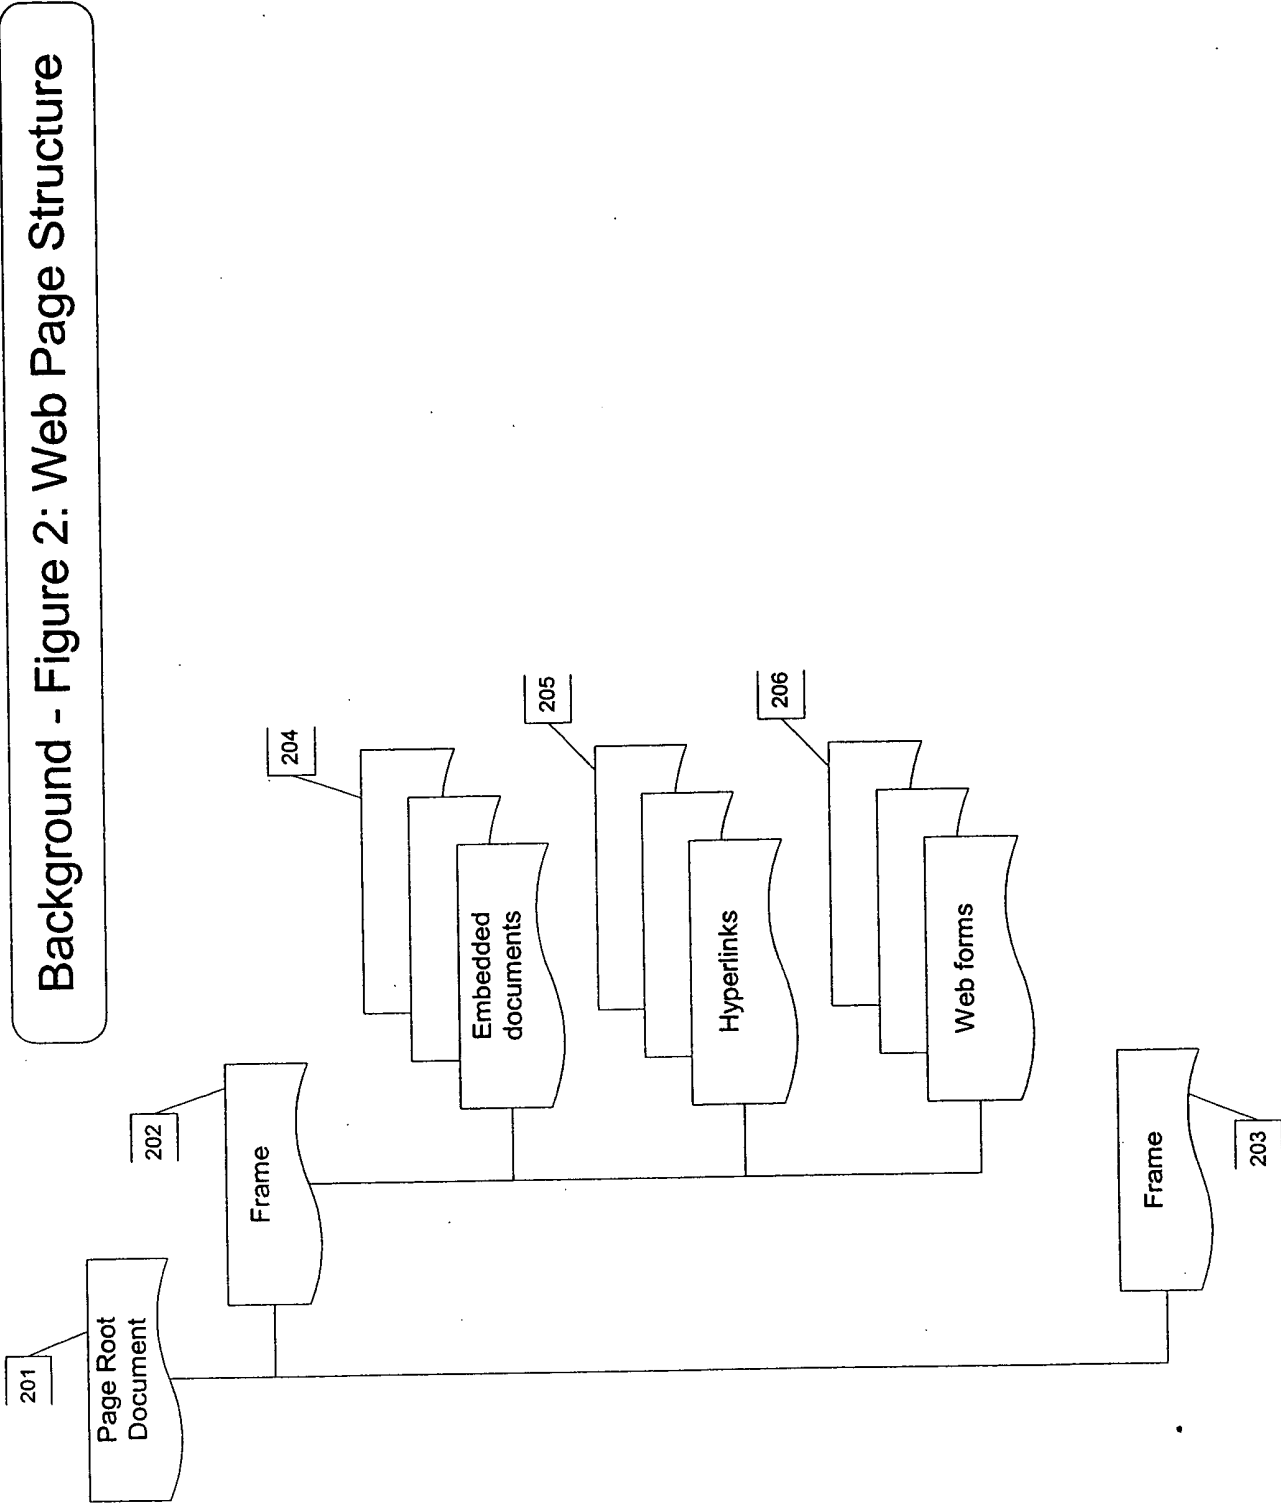 Background - Figure 2: Web Page Structure
201
Page Root
Document
202
Frame
204
Embedded
documents
205
Hyperlinks
206
Web forms
Frame
203